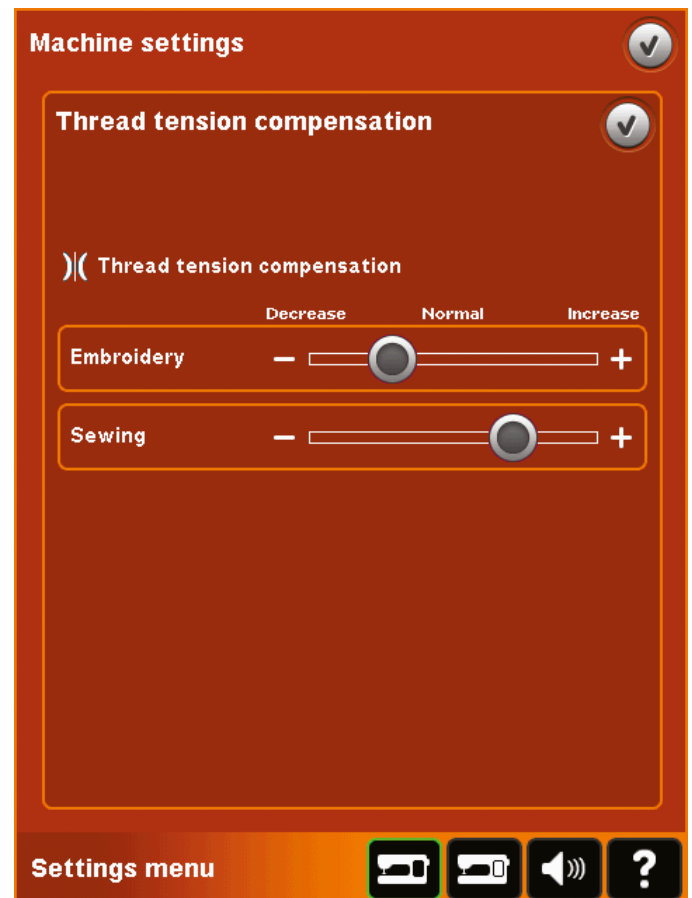 Machine settings
Thread tension compensation
Thread tension compensation
Decrease Normal Increase
Embroidery − +
Sewing − +
Settings menu ?